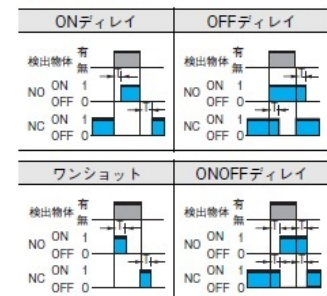 ONディレイ
OFFディレイ
検出物体 有
無
T
NO ON 1
OFF 0
T
NC ON 1
OFF 0
検出物体 有
無
T
NO ON 1
OFF 0
T
NC ON 1
OFF 0
ワンショット
ONOFFディレイ
検出物体 有
無
T
NO ON 1
OFF 0
T
NC ON 1
OFF 0
検出物体 有
無
T T
NO ON 1
OFF 0
T T
NC ON 1
OFF 0